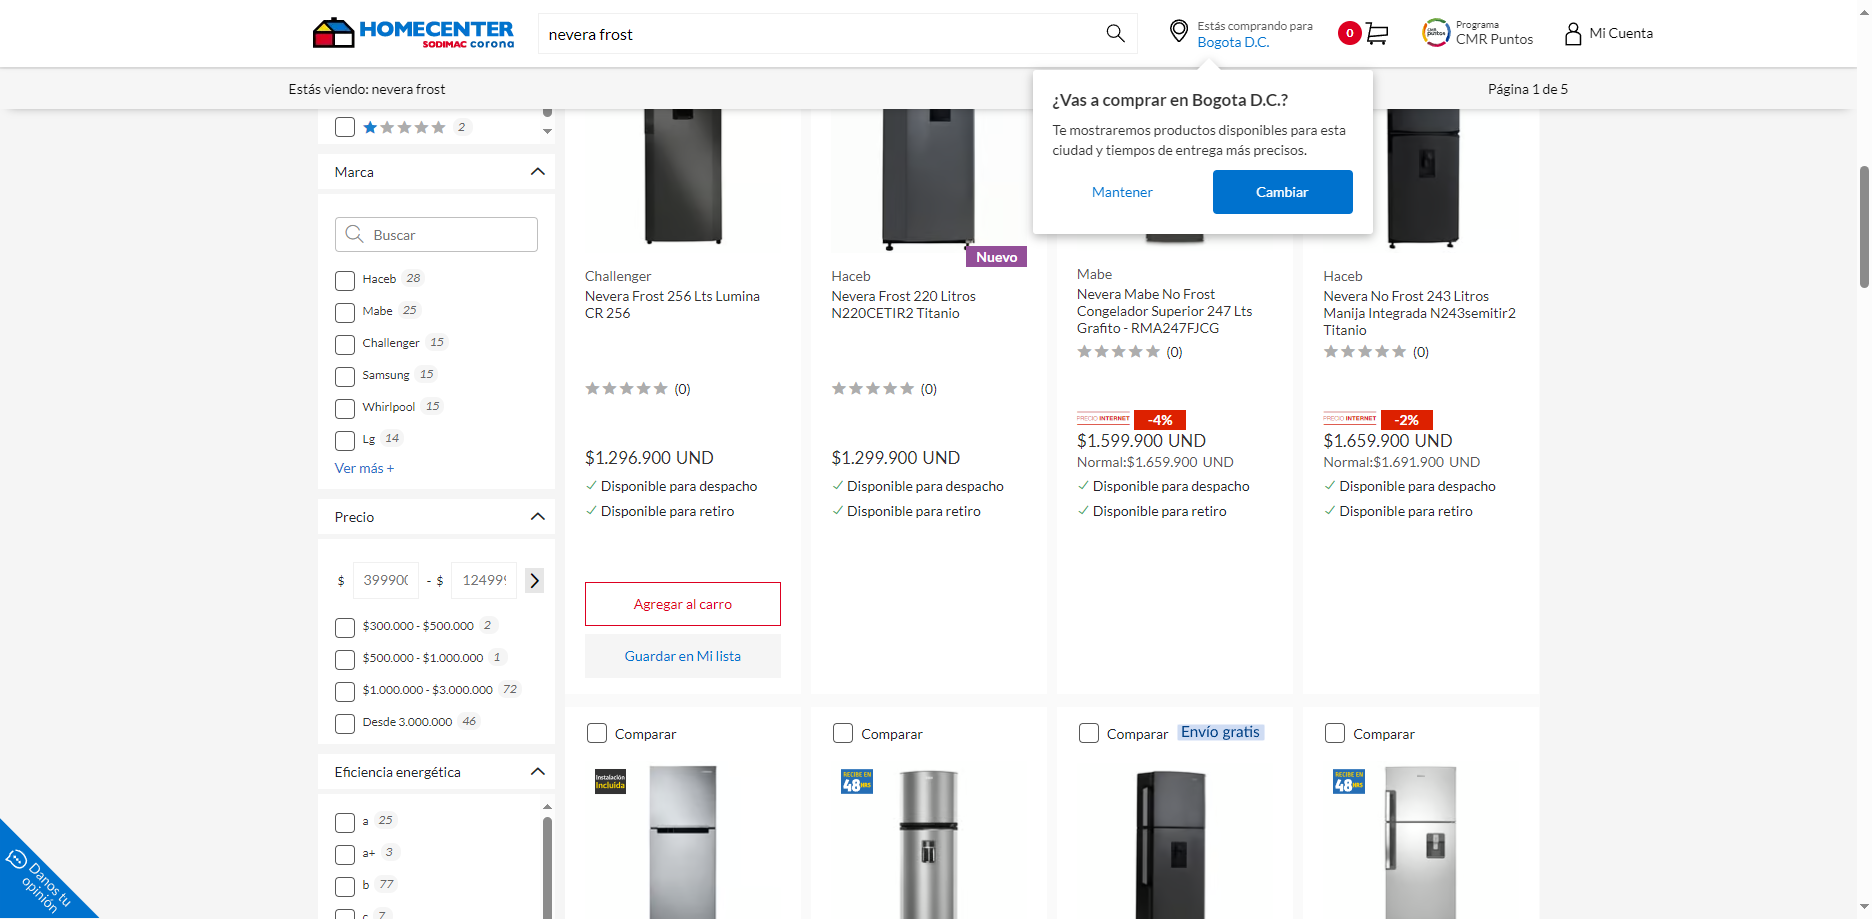 HOMECENTER
SODIMAC corona
nevera frost
Estás comprando para
Bogota D.C.
0
Programa
CMR Puntos
Mi Cuenta
Estás viendo: nevera frost
Página 1 de 5
¿Vas a comprar en Bogota D.C.?
Te mostraremos productos disponibles para esta
ciudad y tiempos de entrega más precisos.
Mantener
Cambiar
2
Marca
Buscar
Haceb 28
Mabe 25
Challenger 15
Samsung 15
Whirlpool 15
Lg 14
Ver más +
Precio
$ 39990 - $ 12499
$300.000 - $500.000 2
$500.000 - $1.000.000 1
$1.000.000 - $3.000.000 72
Desde 3.000.000 46
Eficiencia energética
a 25
a+ 3
b 77
c 7
Danos tu
opinión
Challenger
Nevera Frost 256 Lts Lumina
CR 256
(0)
$1.296.900 UND
Disponible para despacho
Disponible para retiro
Agregar al carro
Guardar en Mi lista
Nuevo
Haceb
Nevera Frost 220 Litros
N220CETIR2 Titanio
(0)
$1.299.900 UND
Disponible para despacho
Disponible para retiro
Mabe
Nevera Mabe No Frost
Congelador Superior 247 Lts
Grafito - RMA247FJCG
(0)
PRECIO INTERNET -4%
$1.599.900 UND
Normal:$1.659.900 UND
Disponible para despacho
Disponible para retiro
Haceb
Nevera No Frost 243 Litros
Manija Integrada N243semitir2
Titanio
(0)
PRECIO INTERNET -2%
$1.659.900 UND
Normal:$1.691.900 UND
Disponible para despacho
Disponible para retiro
Comparar
Instalación
Incluida
Comparar
RECIBE EN
48HRS
Comparar
Envío gratis
Comparar
RECIBE EN
48HRS